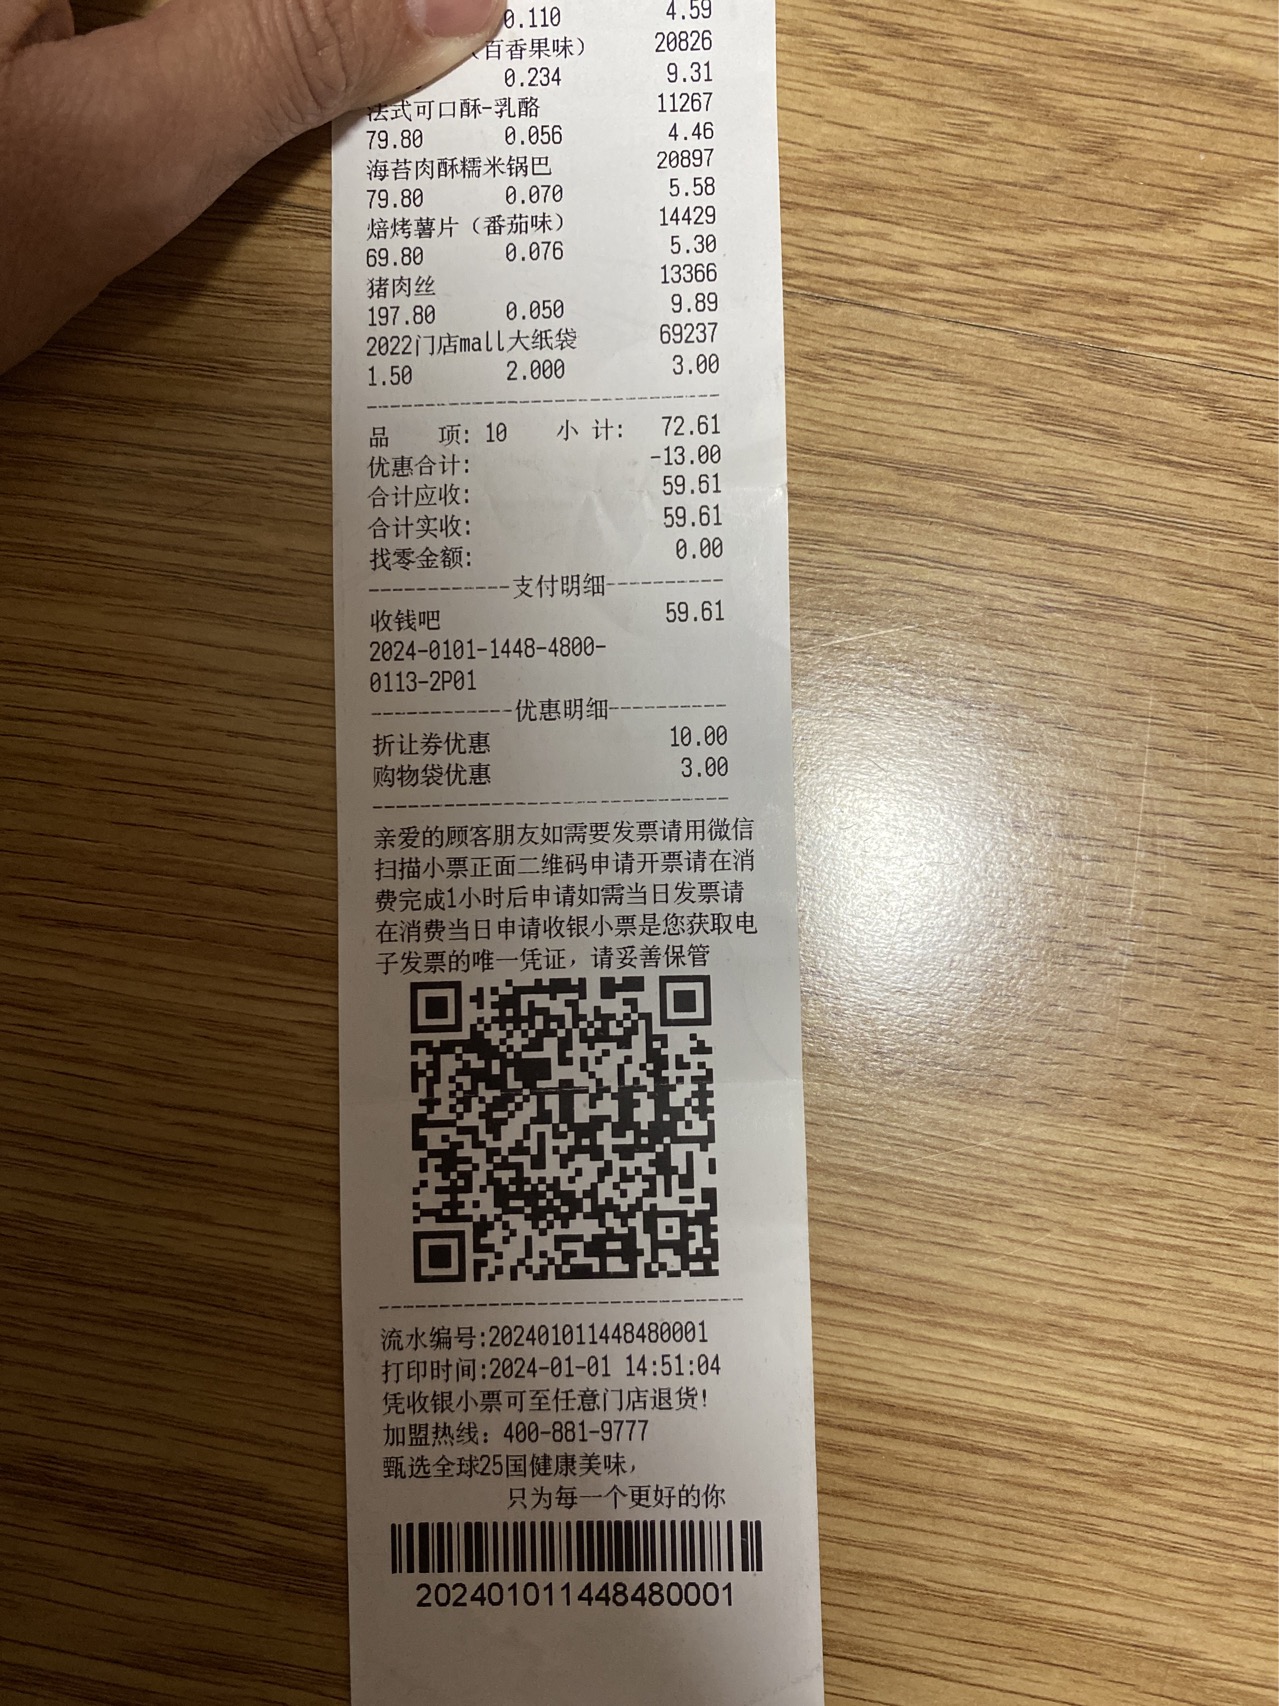 0.110 4.59
（百香果味） 20826
0.234 9.31
法式可口酥-乳酪 11267
79.80 0.056 4.46
海苔肉酥糯米锅巴 20897
79.80 0.070 5.58
焙烤薯片（番茄味） 14429
69.80 0.076 5.30
猪肉丝 13366
197.80 0.050 9.89
2022门店mall大纸袋 69237
1.50 2.000 3.00
品 项: 10 小 计: 72.61
优惠合计: -13.00
合计应收: 59.61
合计实收: 59.61
找零金额: 0.00
------------支付明细----------
收钱吧 59.61
2024-0101-1448-4800-
0113-2P01
------------优惠明细----------
折让券优惠 10.00
购物袋优惠 3.00
亲爱的顾客朋友如需要发票请用微信
扫描小票正面二维码申请开票请在消
费完成1小时后申请如需当日发票请
在消费当日申请收银小票是您获取电
子发票的唯一凭证，请妥善保管
流水编号:202401011448480001
打印时间:2024-01-01 14:51:04
凭收银小票可至任意门店退货!
加盟热线：400-881-9777
甄选全球25国健康美味，
只为每一个更好的你
202401011448480001